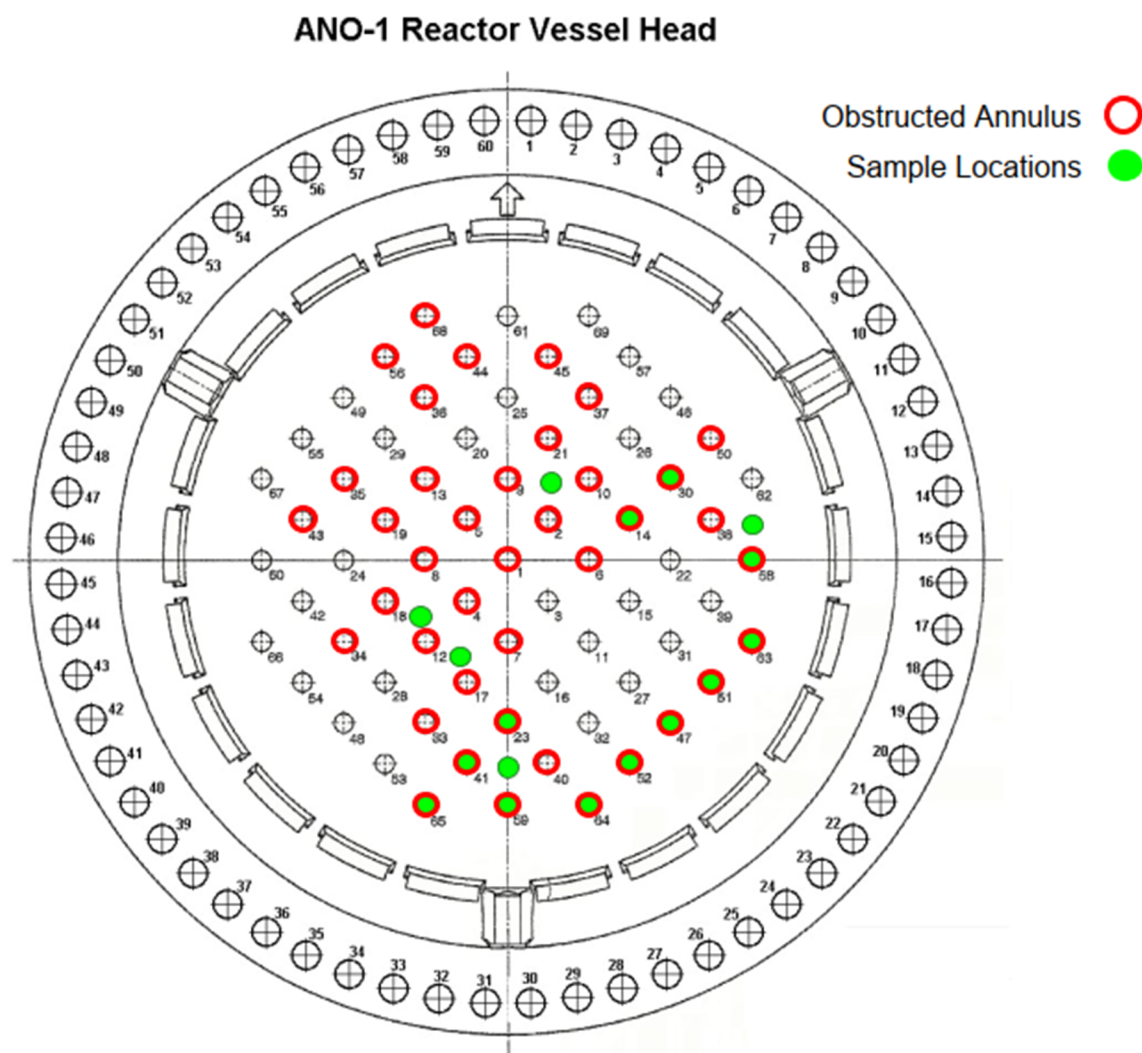 ANO-1 Reactor Vessel Head
Obstructed Annulus
Sample Locations
60 1
59 2
58 3
57 4
56 5
55 6
54 7
53 8
52 9
51 10
50 11
49 12
48 13
47 14
46 15
45 16
44 17
43 18
42 19
41 20
40 21
39 22
38 23
37 24
36 25
35 26
34 27
33 28
32 29
31 30
68 61 69
56 44 45 57
49 36 25 37 46
55 29 20 21 26 50
67 35 13 9 10 30 62
43 19 5 2 14 38
60 24 8 1 6 22 58
42 18 4 3 15 39
66 34 12 7 11 31 63
54 28 17 16 27 51
48 33 23 32 47
53 41 40 52
65 59 64